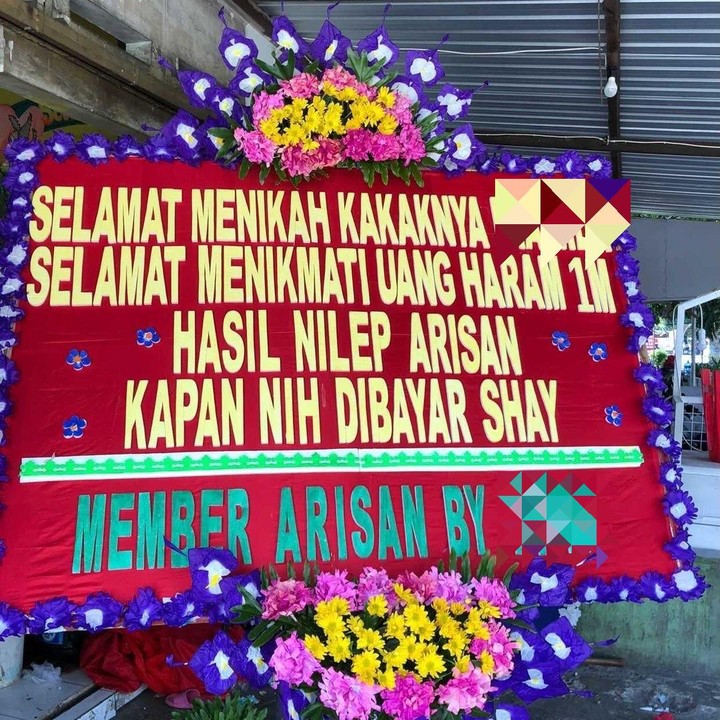 SELAMAT MENIKAH KAKAKNYA
SELAMAT MENIKMATI UANG HARAM 1M
HASIL NILEP ARISAN
KAPAN NIH DIBAYAR SHAY
MEMBER ARISAN BY